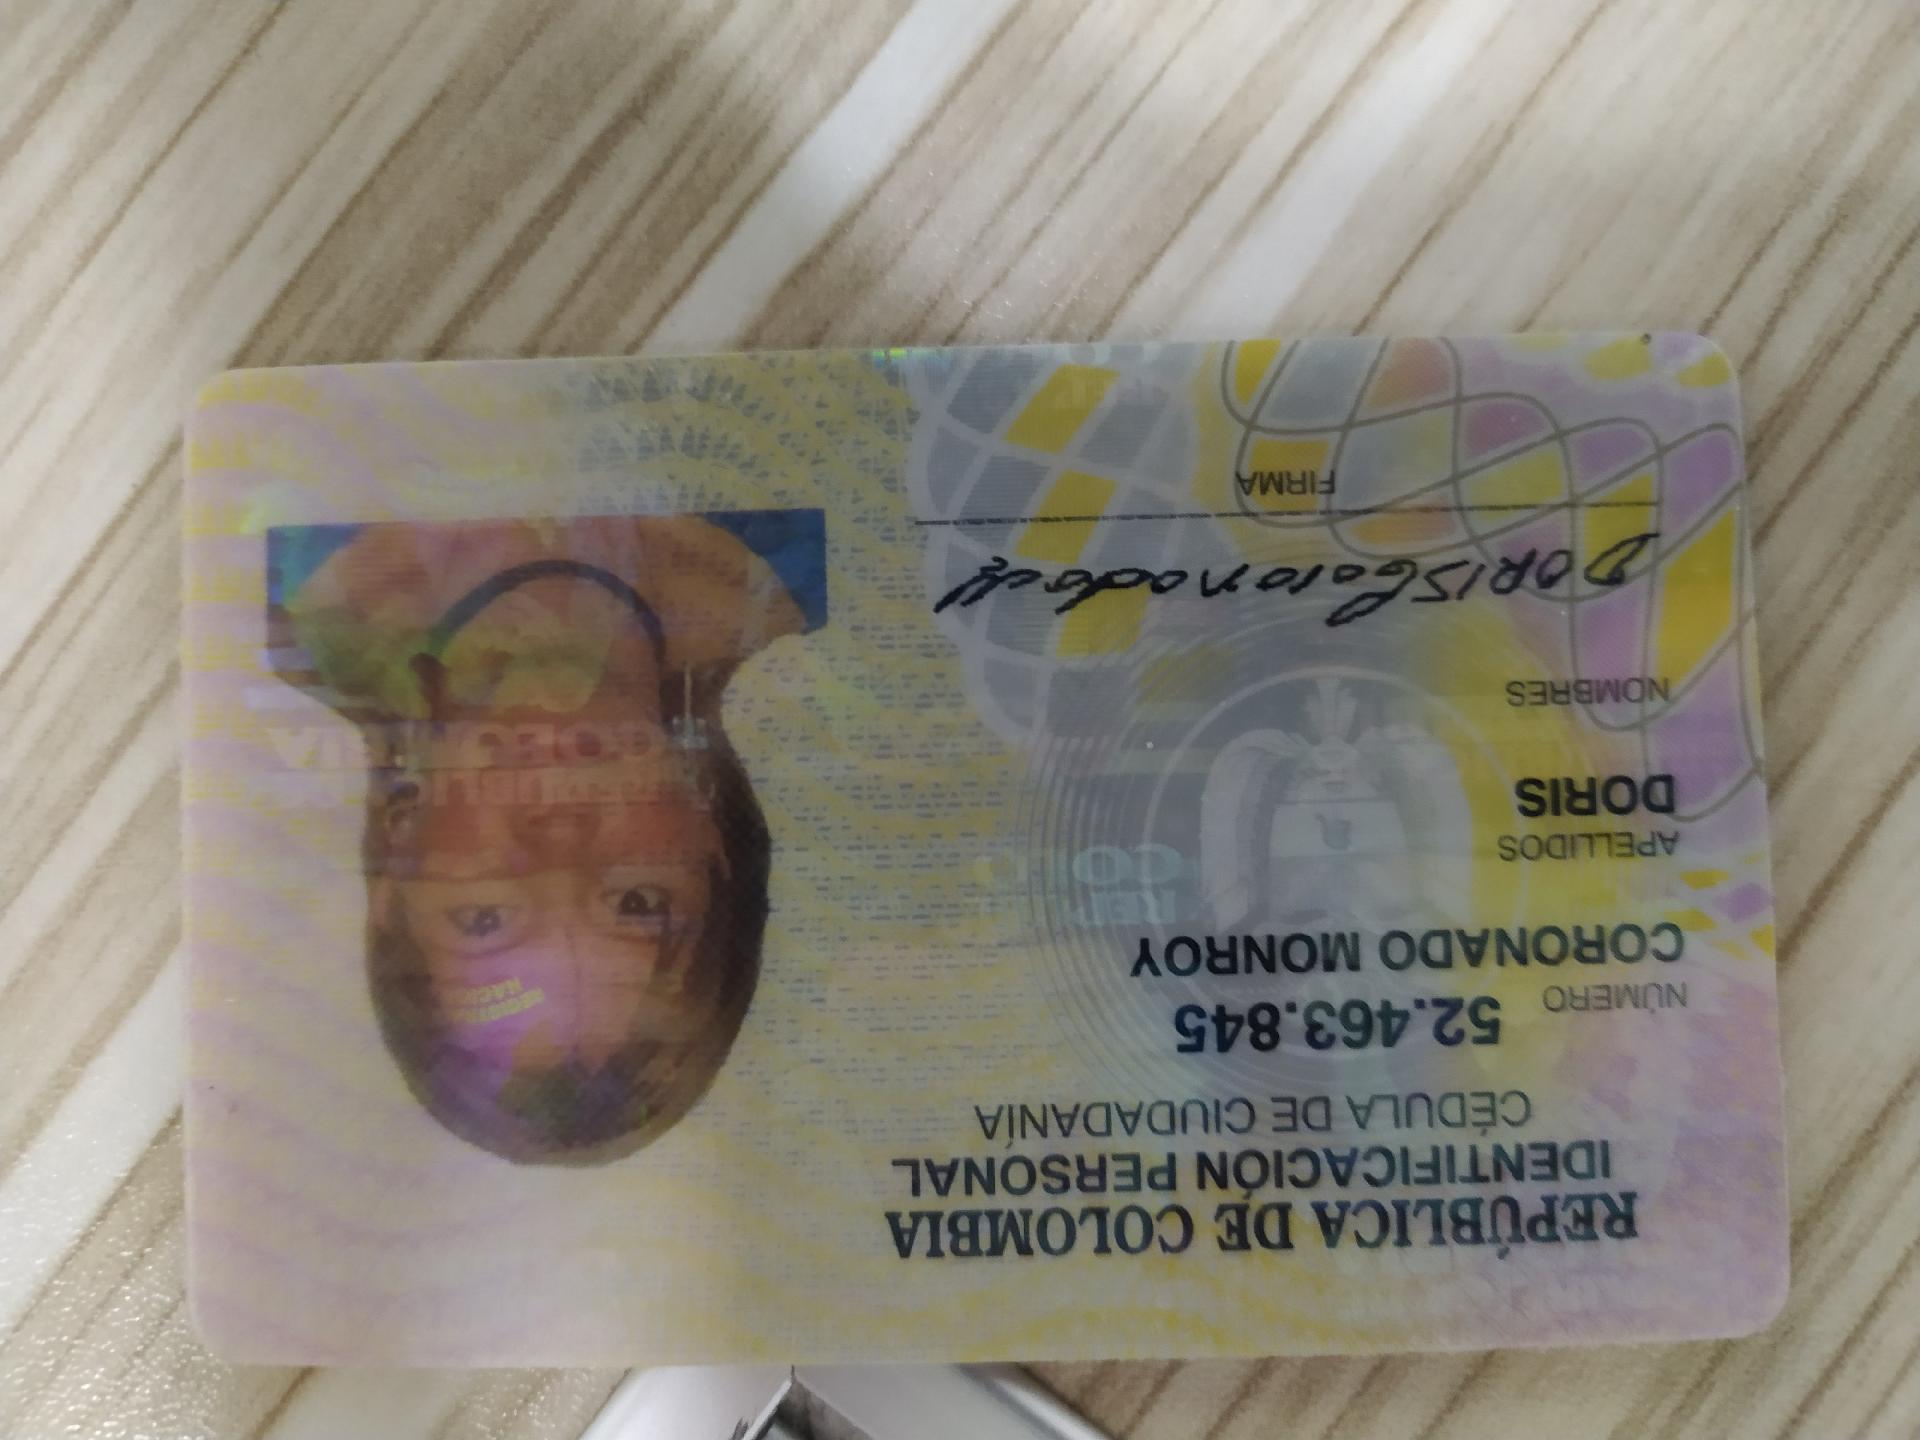 REPÚBLICA DE COLOMBIA
IDENTIFICACIÓN PERSONAL
CÉDULA DE CIUDADANÍA
NÚMERO 52.463.845
CORONADO MONROY
APELLIDOS
DORIS
NOMBRES
DORIS Coronado
FIRMA